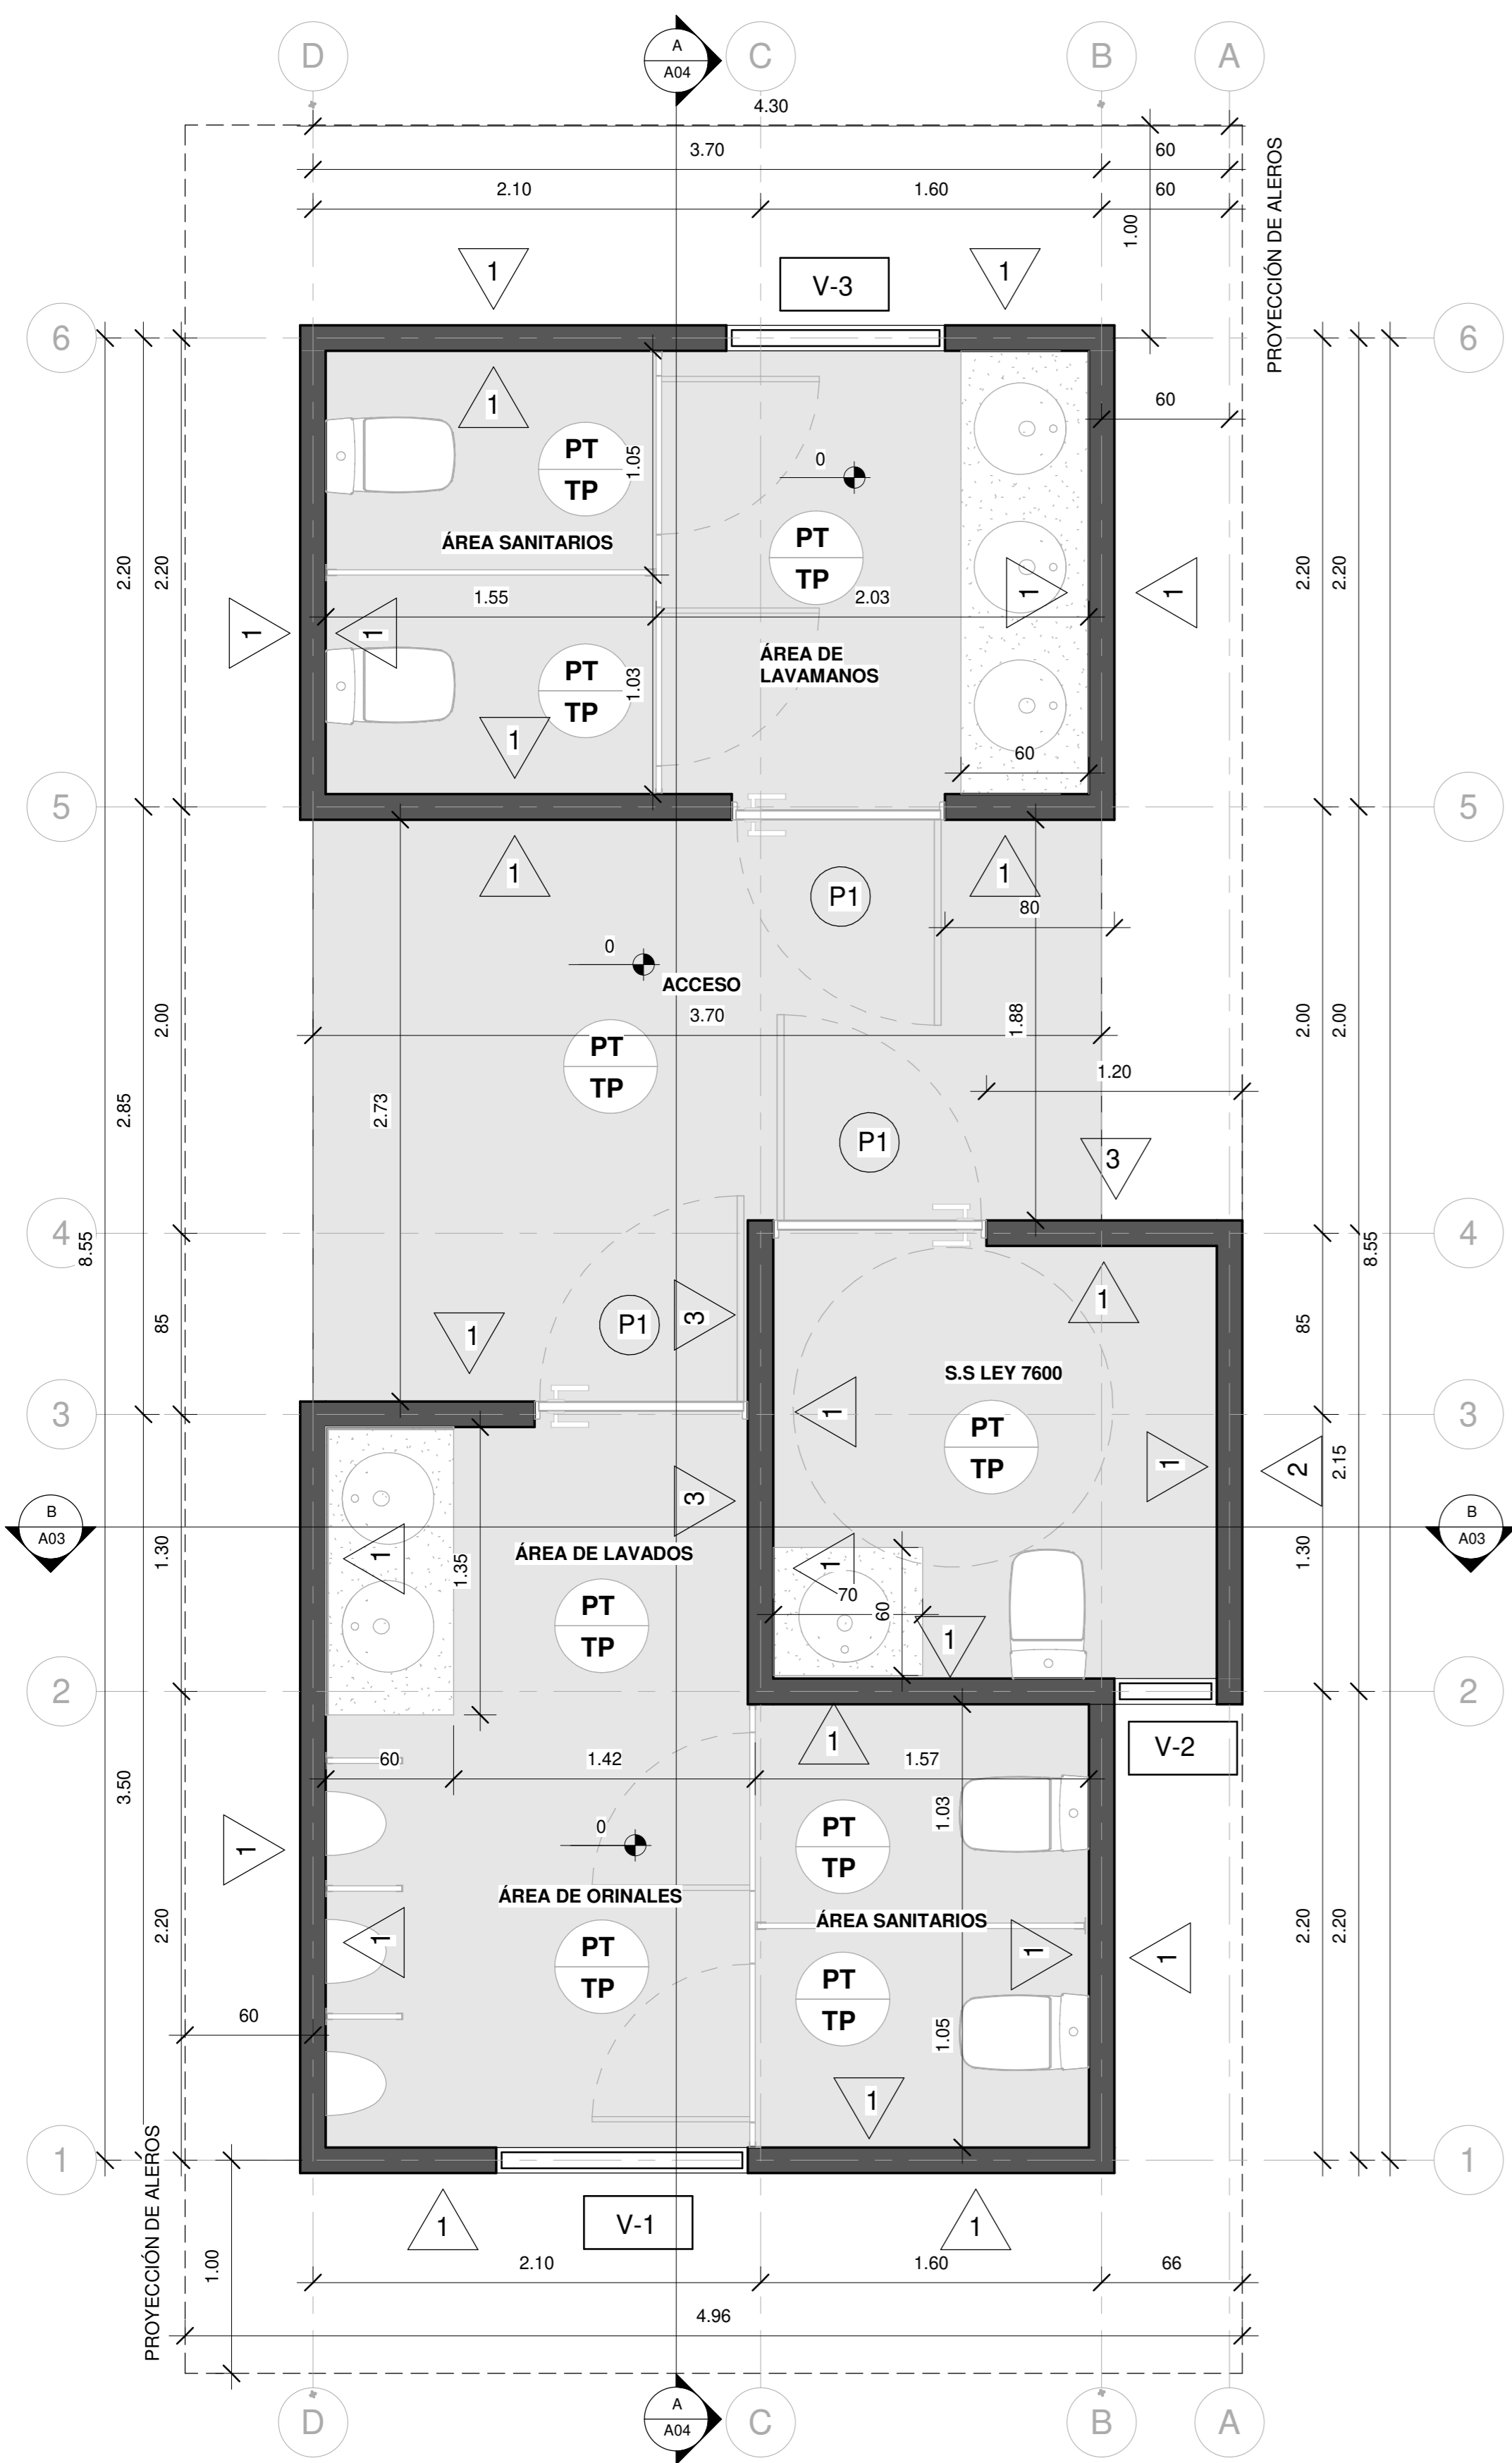 D
A
A04
C
B
A
4.30
3.70
60
2.10
1.60
60
1.00
PROYECCIÓN DE ALEROS
1
V-3
1
6
6
60
1
PT
TP
1.05
0
ÁREA SANITARIOS
PT
TP
2.20
2.20
1.55
2.03
1
1
2.20
2.20
1
1
PT
TP
1.03
ÁREA DE
LAVAMANOS
1
60
5
5
1
P1
1
80
0
ACCESO
3.70
1.88
2.00
2.00
2.00
PT
TP
1.20
2.85
2.73
P1
3
4
8.55
8.55
4
85
1
P1
3
1
85
S.S LEY 7600
3
1
PT
TP
3
1
2
2.15
3
B
A03
B
A03
1.30
1
1.35
ÁREA DE LAVADOS
1
1.30
70
60
PT
TP
1
2
2
60
1.42
1
1.57
V-2
3.50
1
0
PT
TP
1.03
ÁREA DE ORINALES
ÁREA SANITARIOS
2.20
1
PT
TP
1
1
2.20
2.20
PT
TP
60
1.05
1
1
1
PROYECCIÓN DE ALEROS
1
V-1
1
1.00
2.10
1.60
66
4.96
D
A
A04
C
B
A